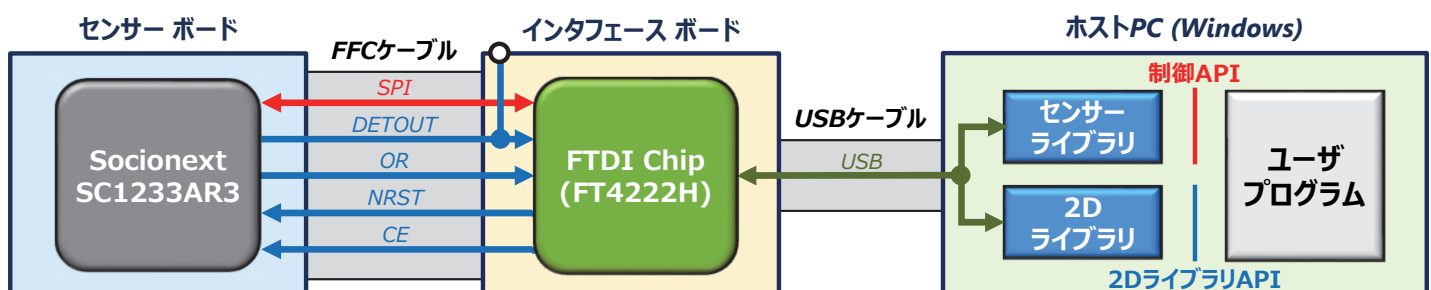 センサー ボード
FFCケーブル
インタフェース ボード
ホストPC (Windows)
SPI
DETOUT
OR
NRST
CE
Socionext
SC1233AR3
FTDI Chip
(FT4222H)
USBケーブル
USB
制御API
センサー
ライブラリ
2D
ライブラリ
ユーザ
プログラム
2DライブラリAPI